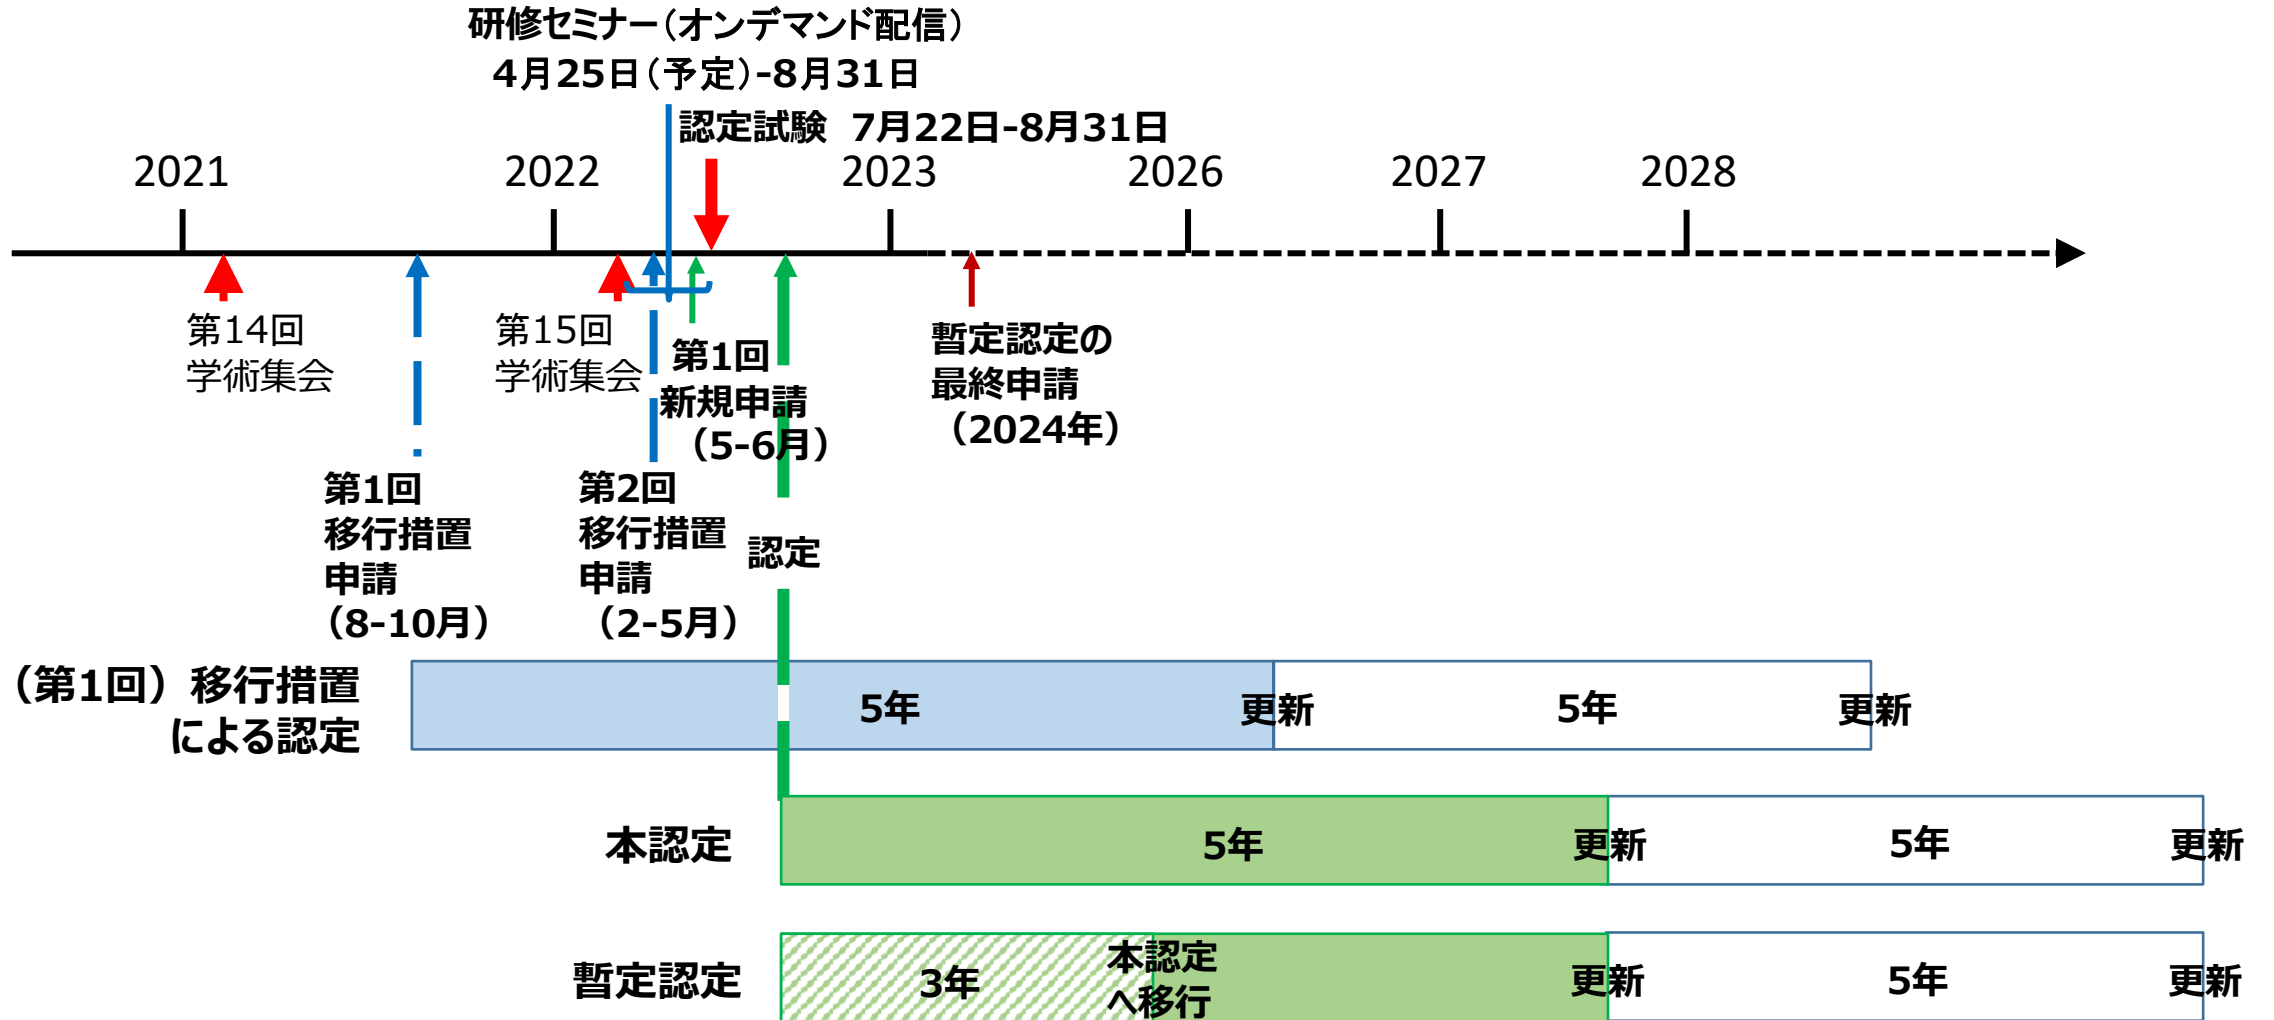 研修セミナー（オンデマンド配信）
4月25日（予定）-8月31日
認定試験 7月22日-8月31日
2021
2022
2023
2026
2027
2028
第14回
学術集会
第15回
学術集会
第1回
新規申請
（5-6月）
暫定認定の
最終申請
（2024年）
第1回
移行措置
申請
（8-10月）
第2回
移行措置
申請
（2-5月）
認定
（第1回）移行措置
による認定
5年
更新
5年
更新
本認定
5年
更新
5年
更新
暫定認定
3年
本認定
へ移行
更新
5年
更新